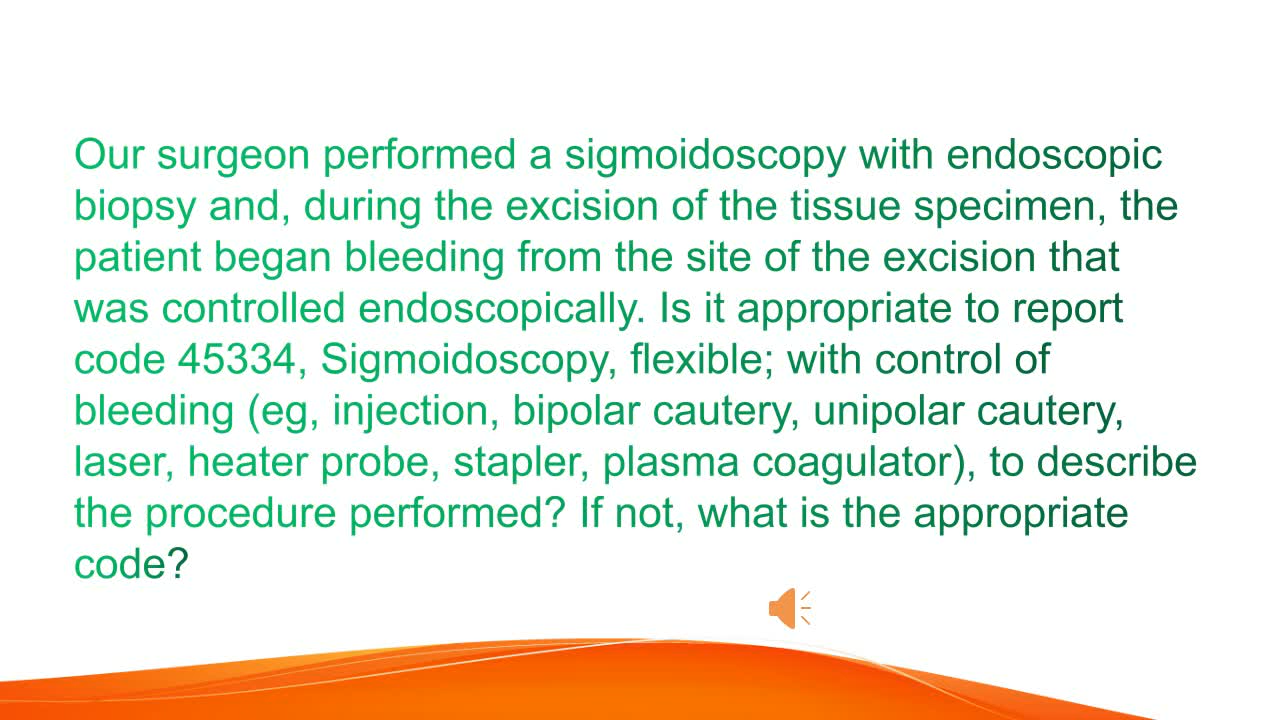 Our surgeon performed a sigmoidoscopy with endoscopic
biopsy and, during the excision of the tissue specimen, the
patient began bleeding from the site of the excision that
was controlled endoscopically. Is it appropriate to report
code 45334, Sigmoidoscopy, flexible; with control of
bleeding (eg, injection, bipolar cautery, unipolar cautery,
laser, heater probe, stapler, plasma coagulator), to describe
the procedure performed? If not, what is the appropriate
code?